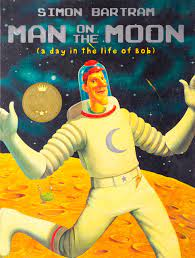 SIMON BARTRAM
MAN ON THE MOON
(a day in the life of Bob)